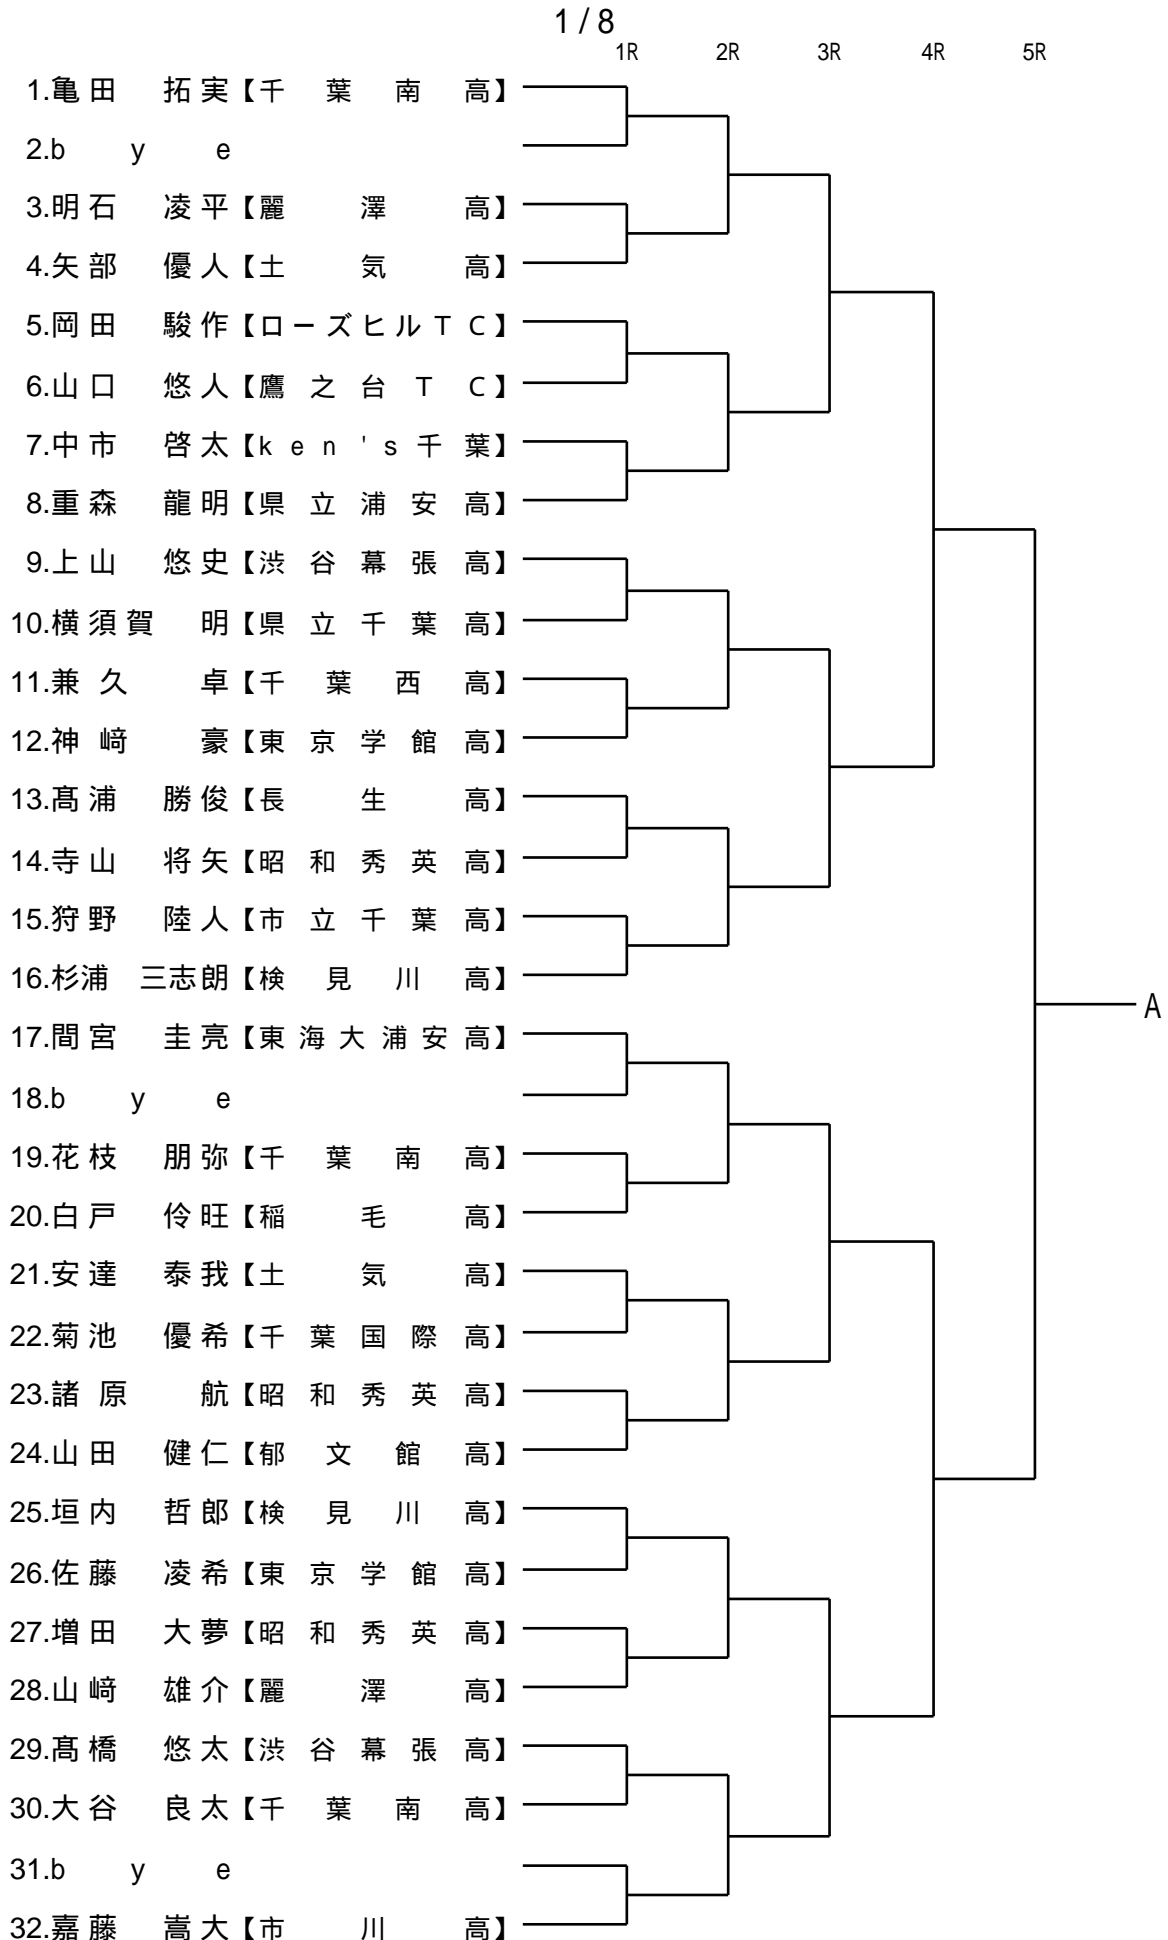 1/8
1R 2R 3R 4R 5R
1.亀田 拓実【千葉南高】
2.bye
3.明石 凌平【麗澤高】
4.矢部 優人【土気高】
5.岡田 駿作【ローズヒルTC】
6.山口 悠人【鷹之台TC】
7.中市 啓太【ken's千葉】
8.重森 龍明【県立浦安高】
9.上山 悠史【渋谷幕張高】
10.横須賀 明【県立千葉高】
11.兼久 卓【千葉西高】
12.神﨑 豪【東京学館高】
13.髙浦 勝俊【長生高】
14.寺山 将矢【昭和秀英高】
15.狩野 陸人【市立千葉高】
16.杉浦 三志朗【検見川高】
A
17.間宮 圭亮【東海大浦安高】
18.bye
19.花枝 朋弥【千葉南高】
20.白戸 伶旺【稲毛高】
21.安達 泰我【土気高】
22.菊池 優希【千葉国際高】
23.諸原 航【昭和秀英高】
24.山田 健仁【郁文館高】
25.垣内 哲郎【検見川高】
26.佐藤 凌希【東京学館高】
27.増田 大夢【昭和秀英高】
28.山﨑 雄介【麗澤高】
29.髙橋 悠太【渋谷幕張高】
30.大谷 良太【千葉南高】
31.bye
32.嘉藤 嵩大【市川高】